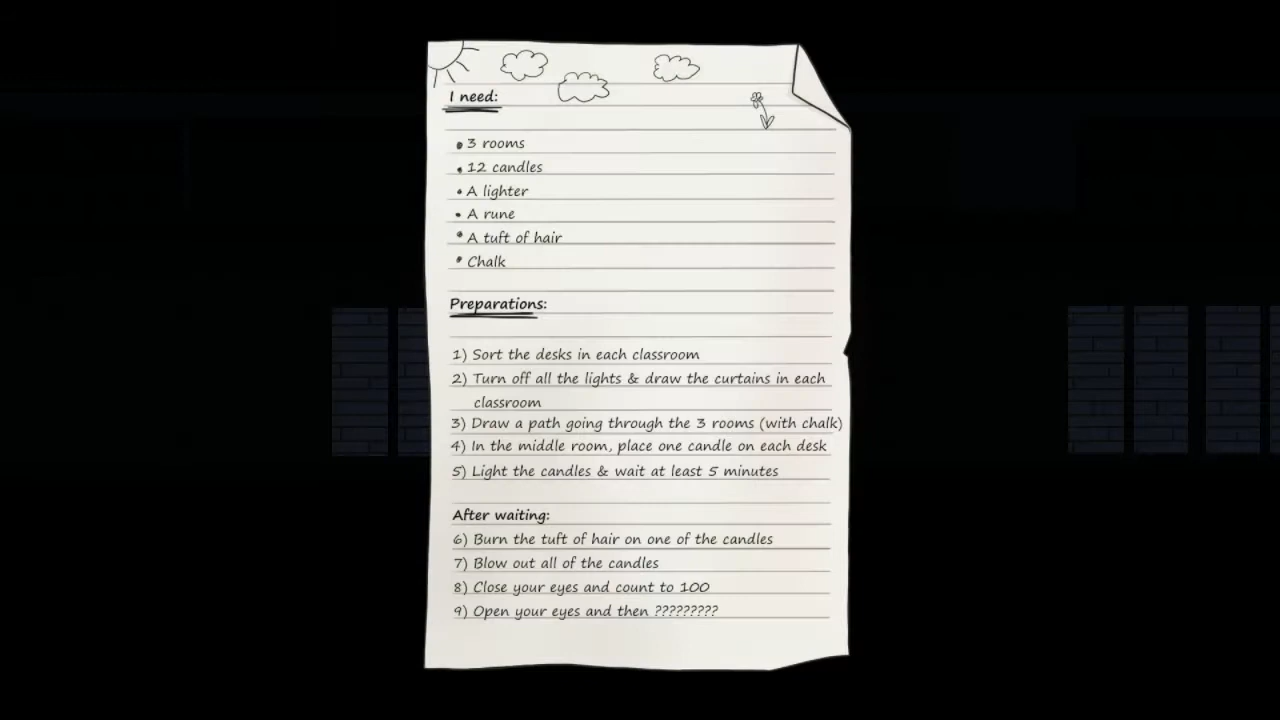 I need:
• 3 rooms
• 12 candles
• A lighter
• A rune
• A tuft of hair
• Chalk
Preparations:
1) Sort the desks in each classroom
2) Turn off all the lights & draw the curtains in each
classroom
3) Draw a path going through the 3 rooms (with chalk)
4) In the middle room, place one candle on each desk
5) Light the candles & wait at least 5 minutes
After waiting:
6) Burn the tuft of hair on one of the candles
7) Blow out all of the candles
8) Close your eyes and count to 100
9) Open your eyes and then ?????????